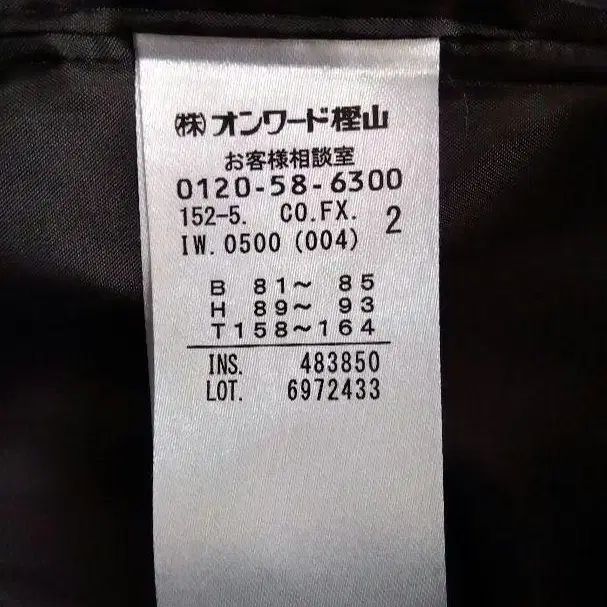 ㈱オンワード樫山
お客様相談室
0120-58-6300
152-5. CO.FX. 2
IW.0500 (004)
B 81〜 85
H 89〜 93
T158〜164
INS. 483850
LOT. 6972433